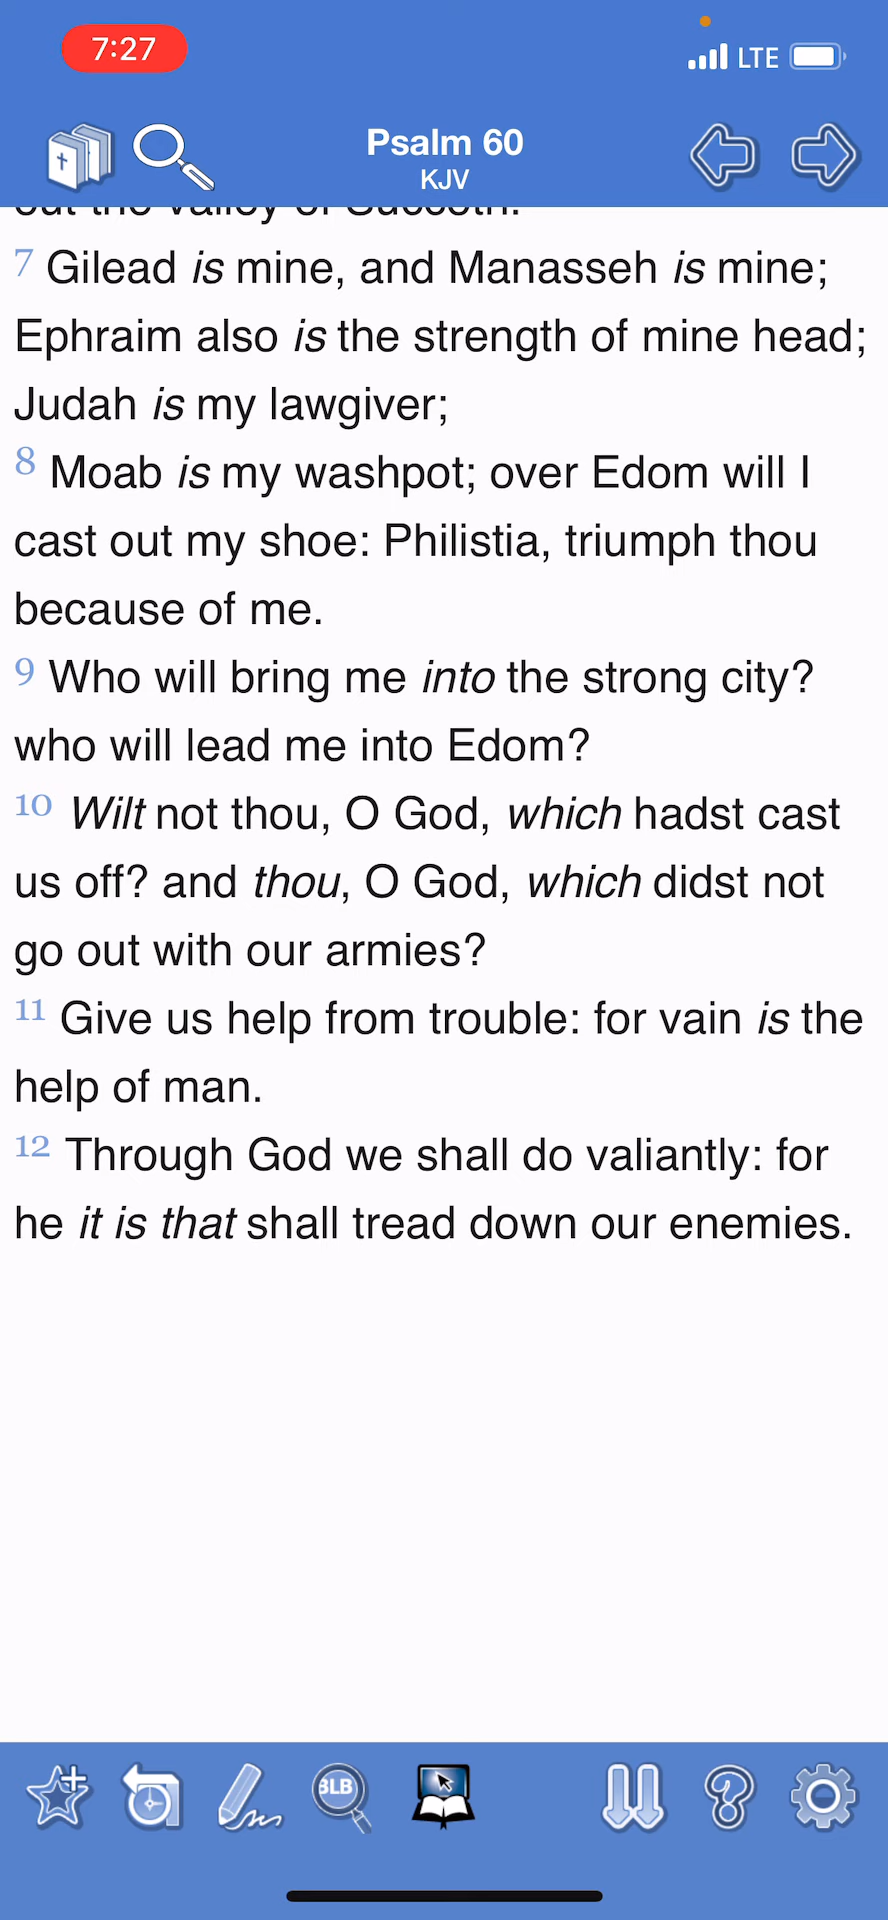 7:27
LTE
Psalm 60
KJV
out the valley of Succoth.
7 Gilead is mine, and Manasseh is mine;
Ephraim also is the strength of mine head;
Judah is my lawgiver;
8 Moab is my washpot; over Edom will I
cast out my shoe: Philistia, triumph thou
because of me.
9 Who will bring me into the strong city?
who will lead me into Edom?
10 Wilt not thou, O God, which hadst cast
us off? and thou, O God, which didst not
go out with our armies?
11 Give us help from trouble: for vain is the
help of man.
12 Through God we shall do valiantly: for
he it is that shall tread down our enemies.
BLB